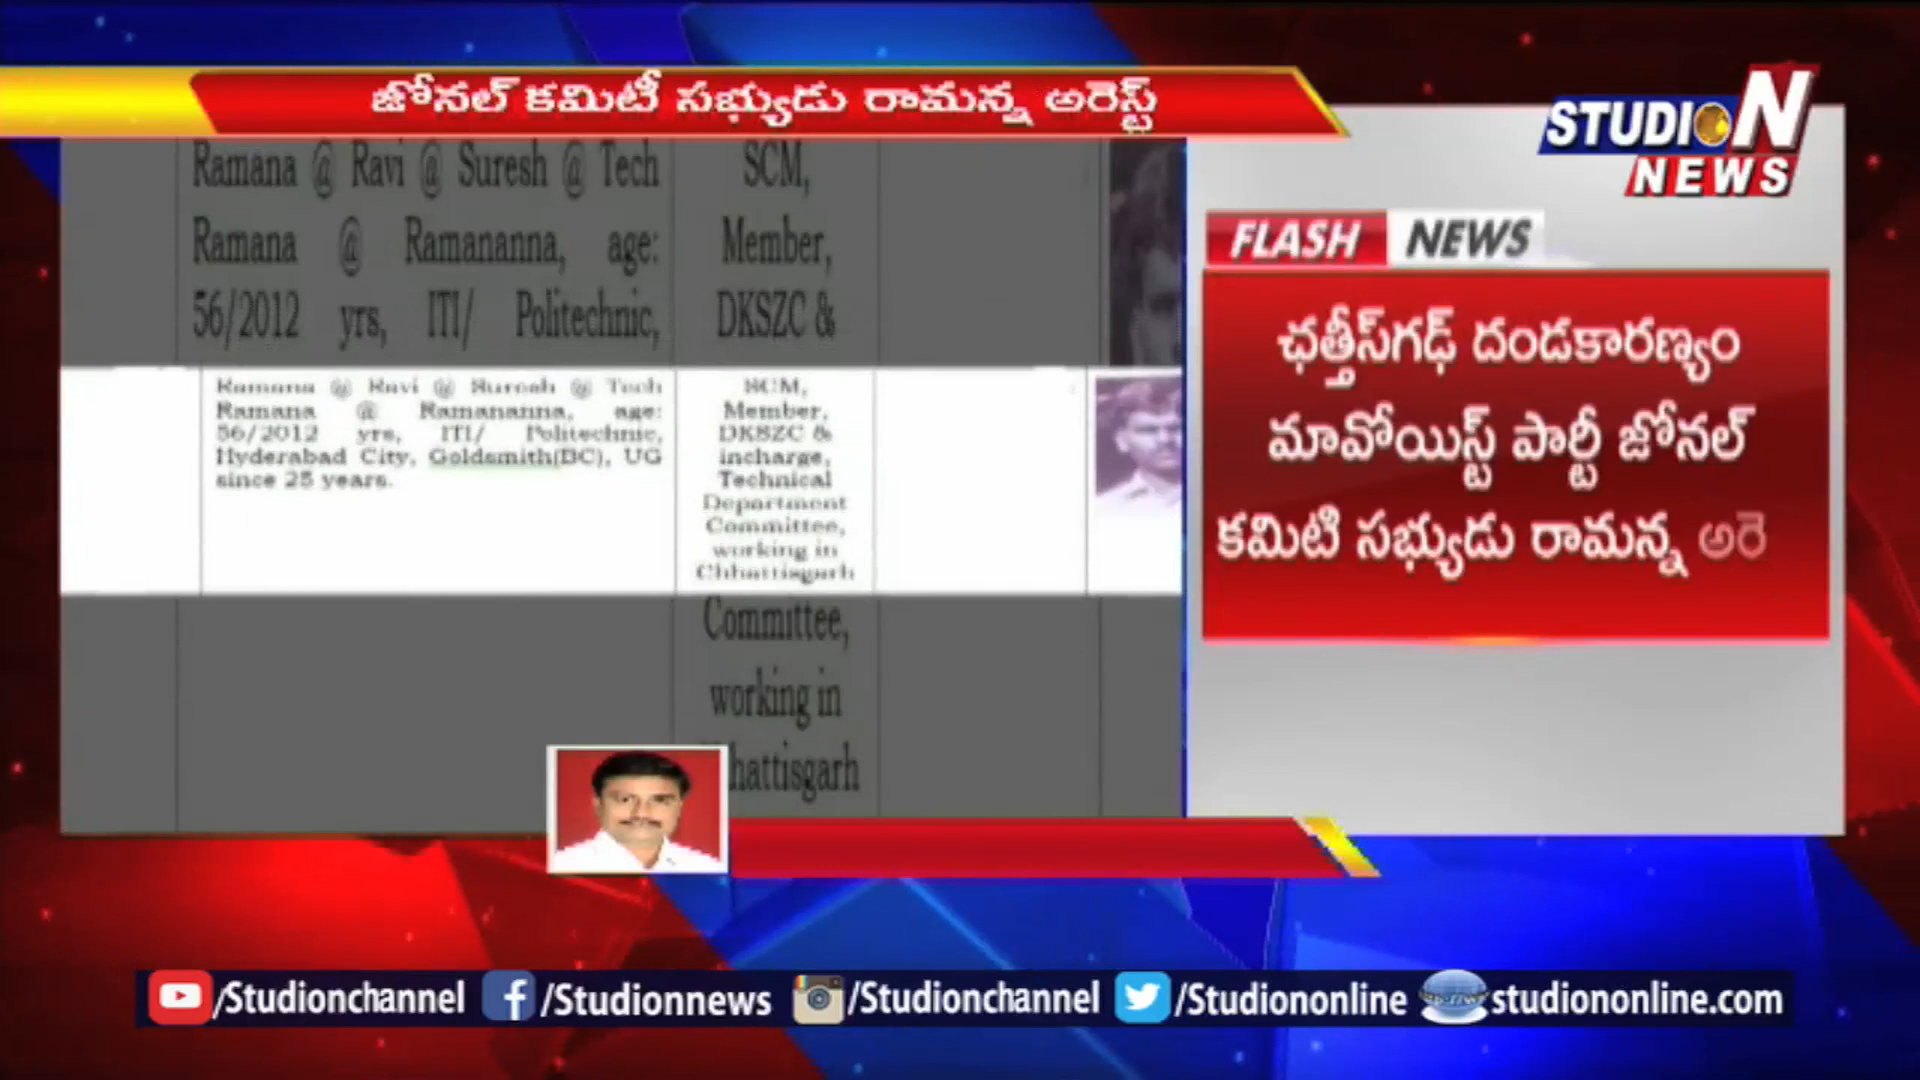 జోనల్ కమిటీ సభ్యుడు రామన్న అరెస్ట్
STUDIO N
NEWS
FLASH NEWS
ఛత్తీస్‌గఢ్ దండకారణ్యం
మావోయిస్ట్ పార్టీ జోనల్
కమిటీ సభ్యుడు రామన్న అరె
Ramana @ Ravi @ Suresh @ Tech
Ramana @ Ramananna, age:
56/2012 yrs, ITI/ Politechnic,
SCM,
Member,
DKSZC &
Ramana @ Ravi @ Suresh @ Tech
Ramana @ Ramananna, age:
56/2012 yrs, ITI/ Politechnic,
Hyderabad City, Goldsmith(BC), UG
since 25 years.
SCM,
Member,
DKSZC &
incharge,
Technical
Department
Committee,
working in
Chhattisgarh
Committee,
working in
hattisgarh
/Studionchannel
/Studionnews
/Studionchannel
/Studiononline
studiononline.com